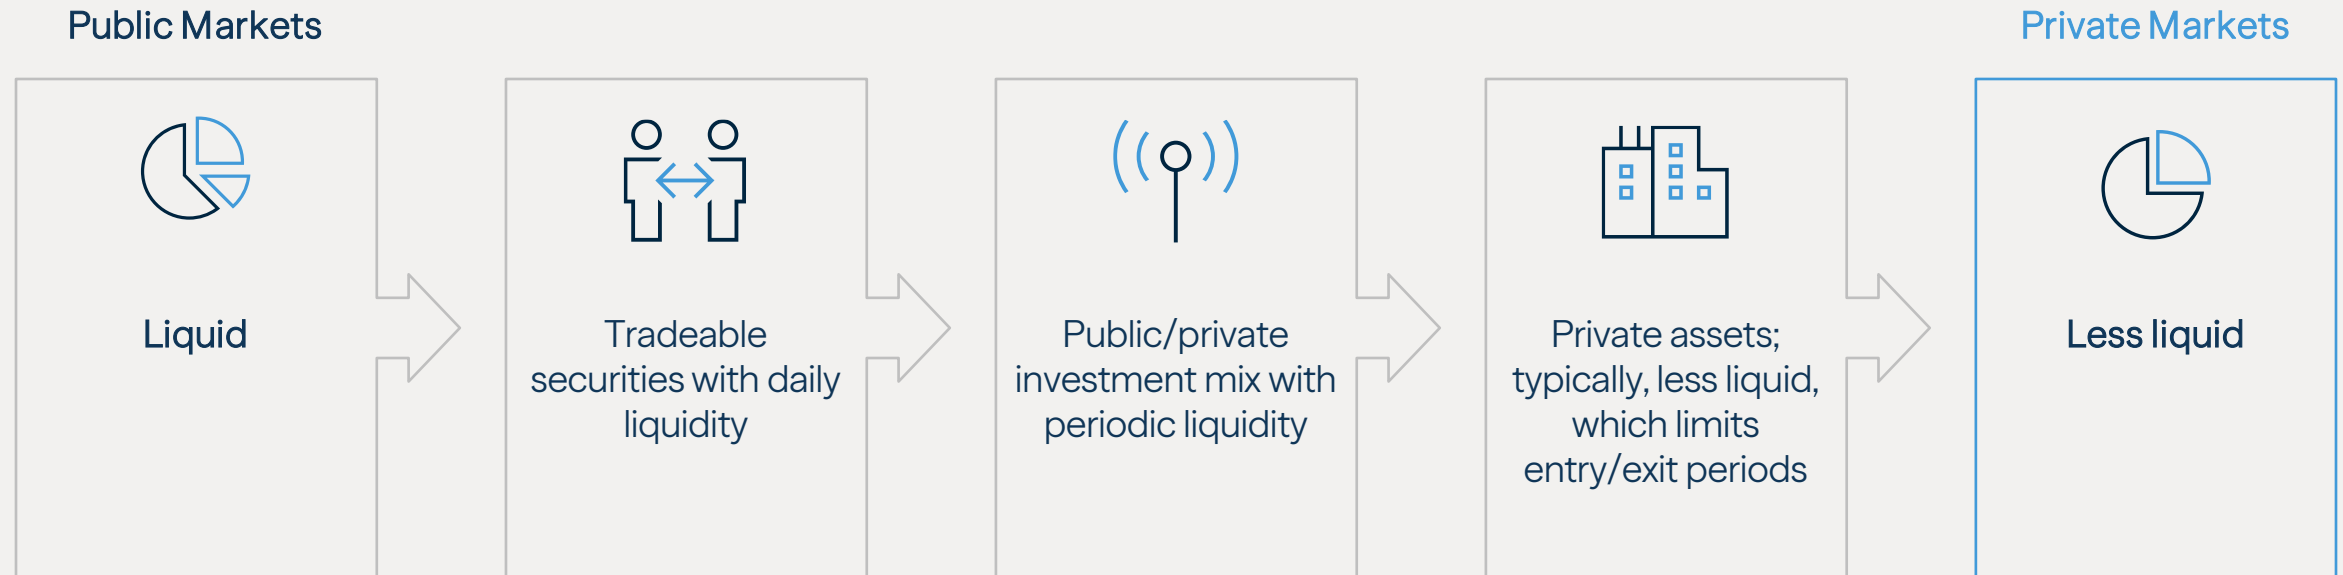 Public Markets
Private Markets
Liquid
Tradeable
securities with daily
liquidity
Public/private
investment mix with
periodic liquidity
Private assets;
typically, less liquid,
which limits
entry/exit periods
Less liquid